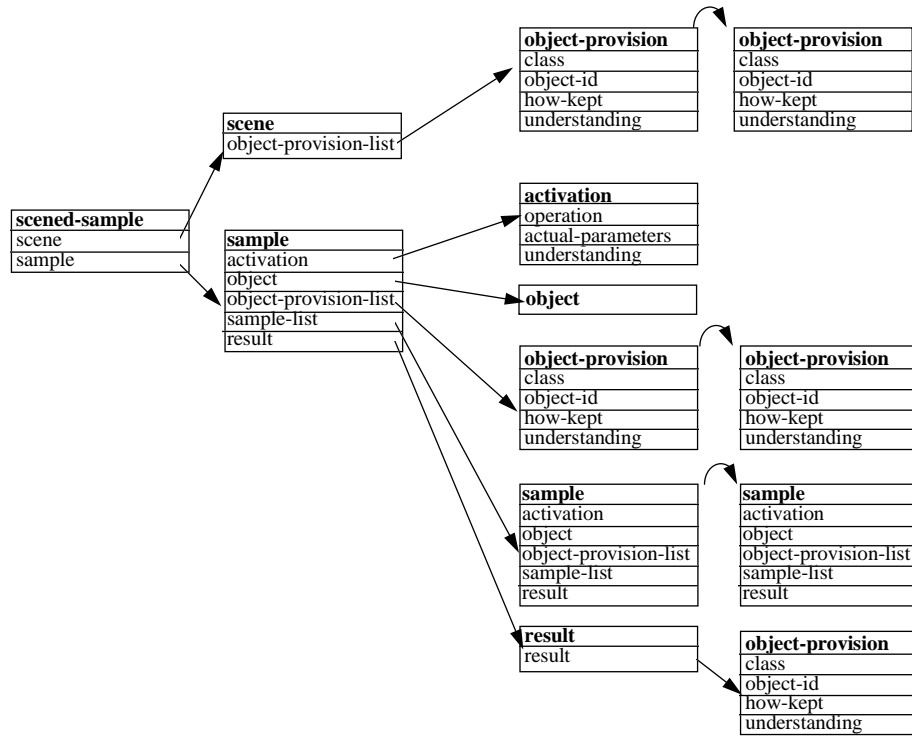 object-provision
class
object-id
how-kept
understanding
object-provision
class
object-id
how-kept
understanding
scene
object-provision-list
scened-sample
scene
sample
sample
activation
object
object-provision-list
sample-list
result
activation
operation
actual-parameters
understanding
object
object-provision
class
object-id
how-kept
understanding
object-provision
class
object-id
how-kept
understanding
sample
activation
object
object-provision-list
sample-list
result
sample
activation
object
object-provision-list
sample-list
result
result
result
object-provision
class
object-id
how-kept
understanding